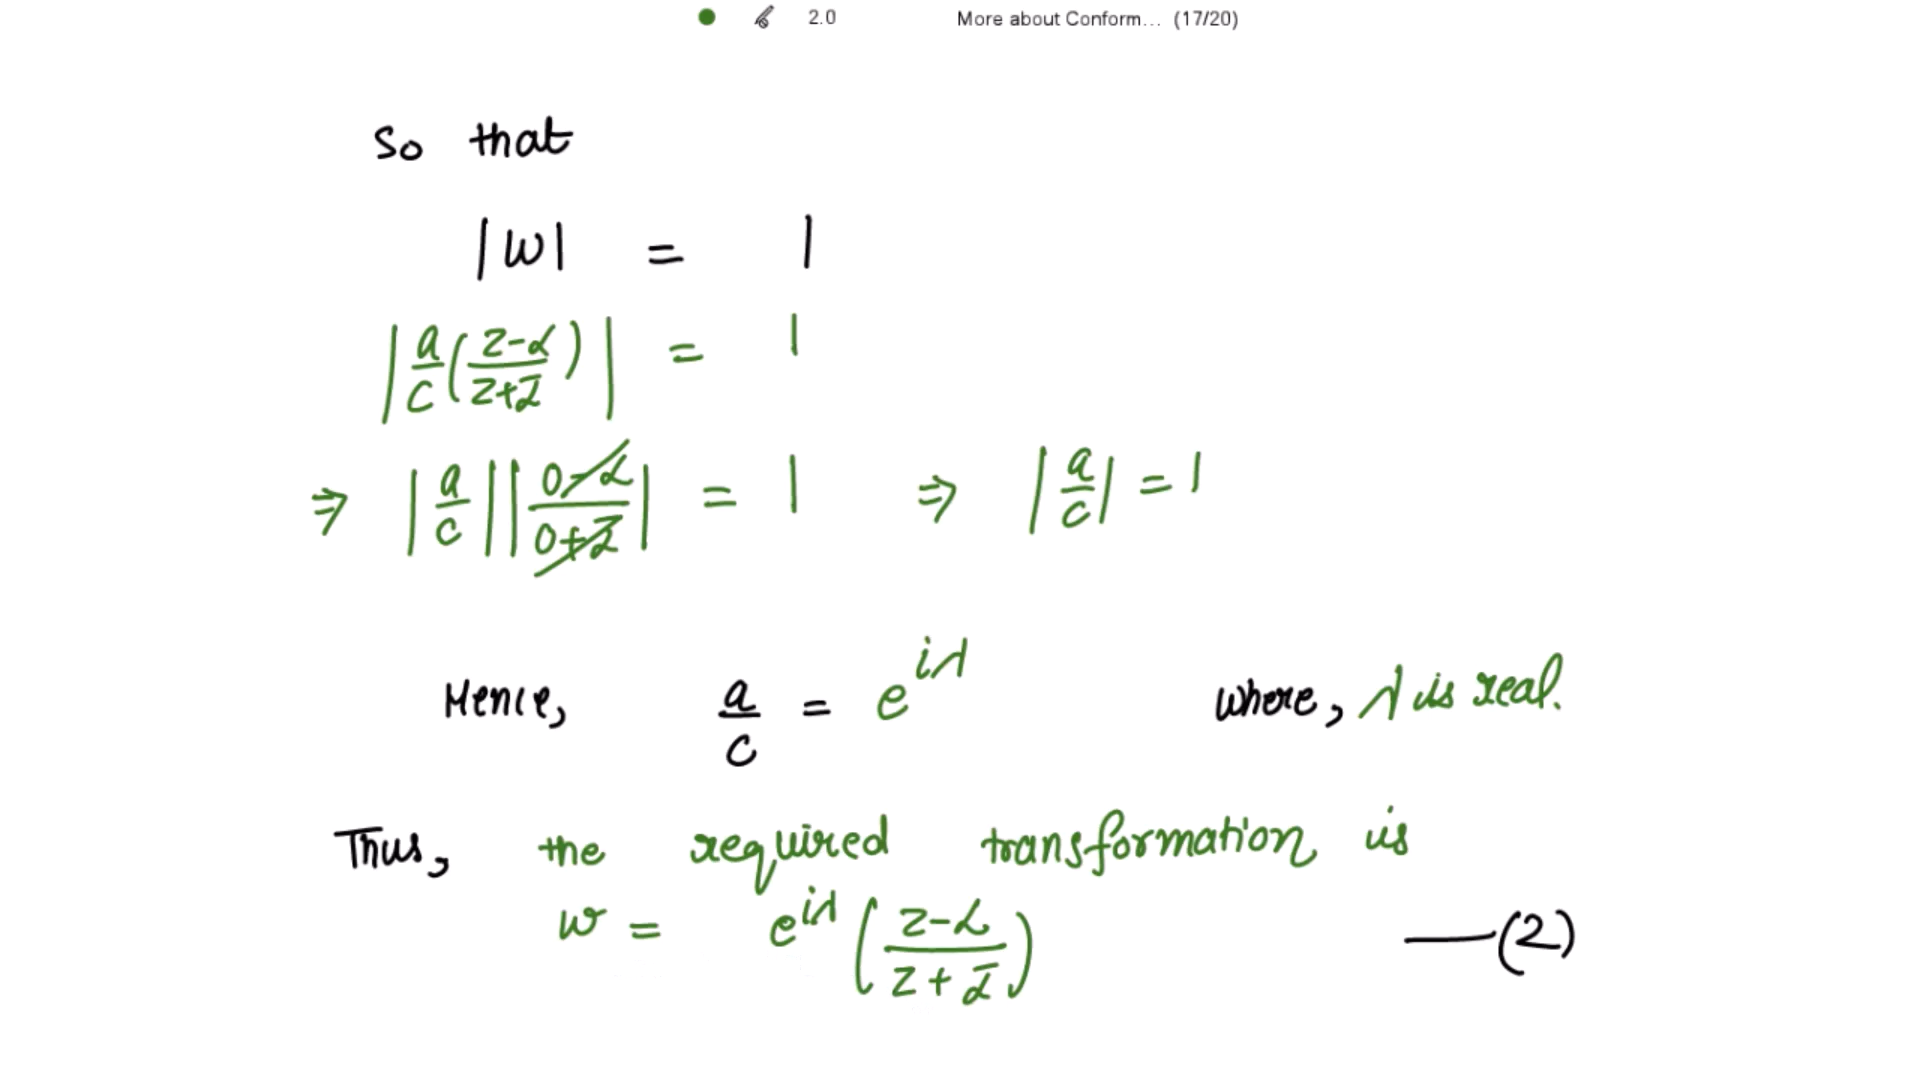 2.0 More about Conform... (17/20)
So that
|w| = 1
|a/c((z-α)/(z+ᾱ))| = 1
⇒ |a/c||(0-α)/(0+ᾱ)| = 1 ⇒ |a/c| = 1
Hence, a/c = e^{iλ} where, λ is real.
Thus, the required transformation is
w = e^{iλ}((z-α)/(z+ᾱ)) —(2)